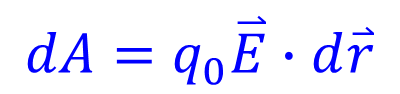 dA = q₀E⃗ · dr⃗